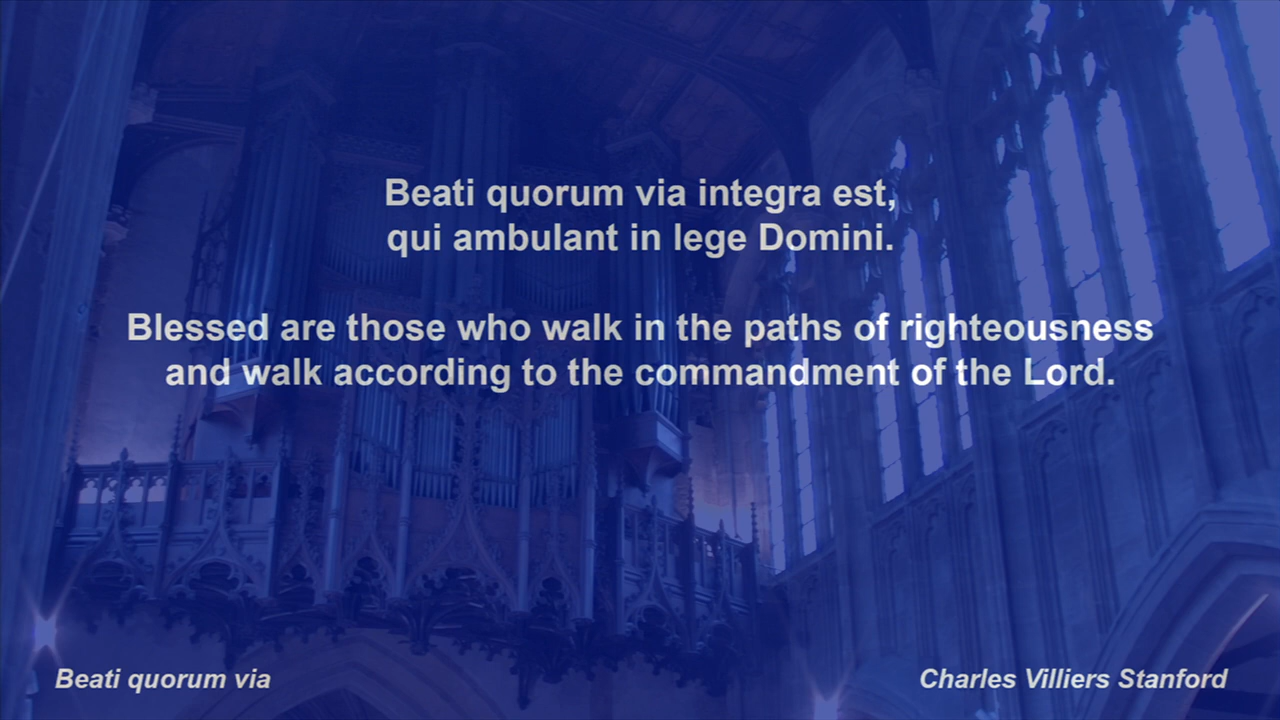 Beati quorum via integra est,
qui ambulant in lege Domini.
Blessed are those who walk in the paths of righteousness
and walk according to the commandment of the Lord.
Beati quorum via
Charles Villiers Stanford